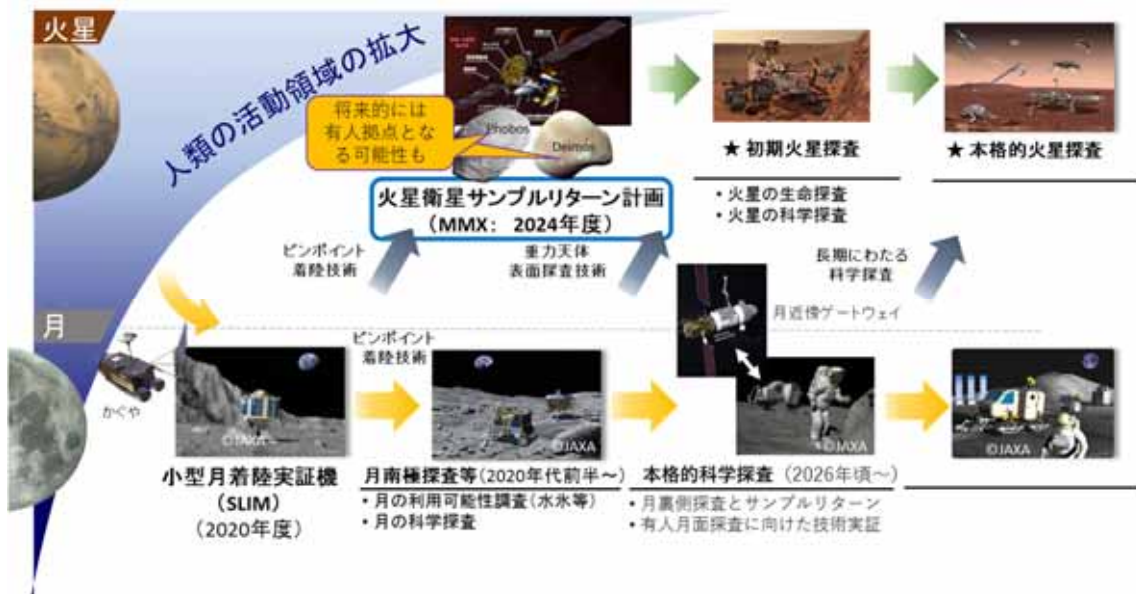 火星
人類の活動領域の拡大
将来的には
有人拠点とな
る可能性も
Phobos
Deimos
火星衛星サンプルリターン計画
(MMX: 2024年度)
★ 初期火星探査
• 火星の生命探査
• 火星の科学探査
★ 本格的火星探査
ピンポイント
着陸技術
重力天体
表面探査技術
長期にわたる
科学探査
月
月近傍ゲートウェイ
かぐや
©JAXA
小型月着陸実証機
(SLIM)
(2020年度)
ピンポイント
着陸技術
©JAXA
月南極探査等(2020年代前半~)
• 月の利用可能性調査(水氷等)
• 月の科学探査
©JAXA
本格的科学探査 (2026年頃~)
• 月裏側探査とサンプルリターン
• 有人月面探査に向けた技術実証
©JAXA